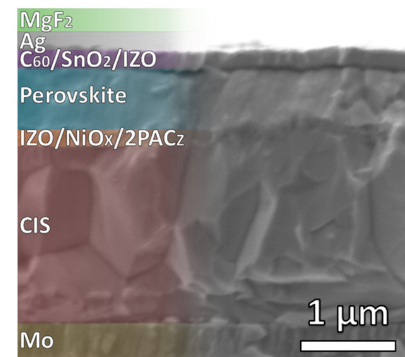 MgF₂
Ag
C₆₀/SnO₂/IZO
Perovskite
IZO/NiOx/2PACz
CIS
1 µm
Mo